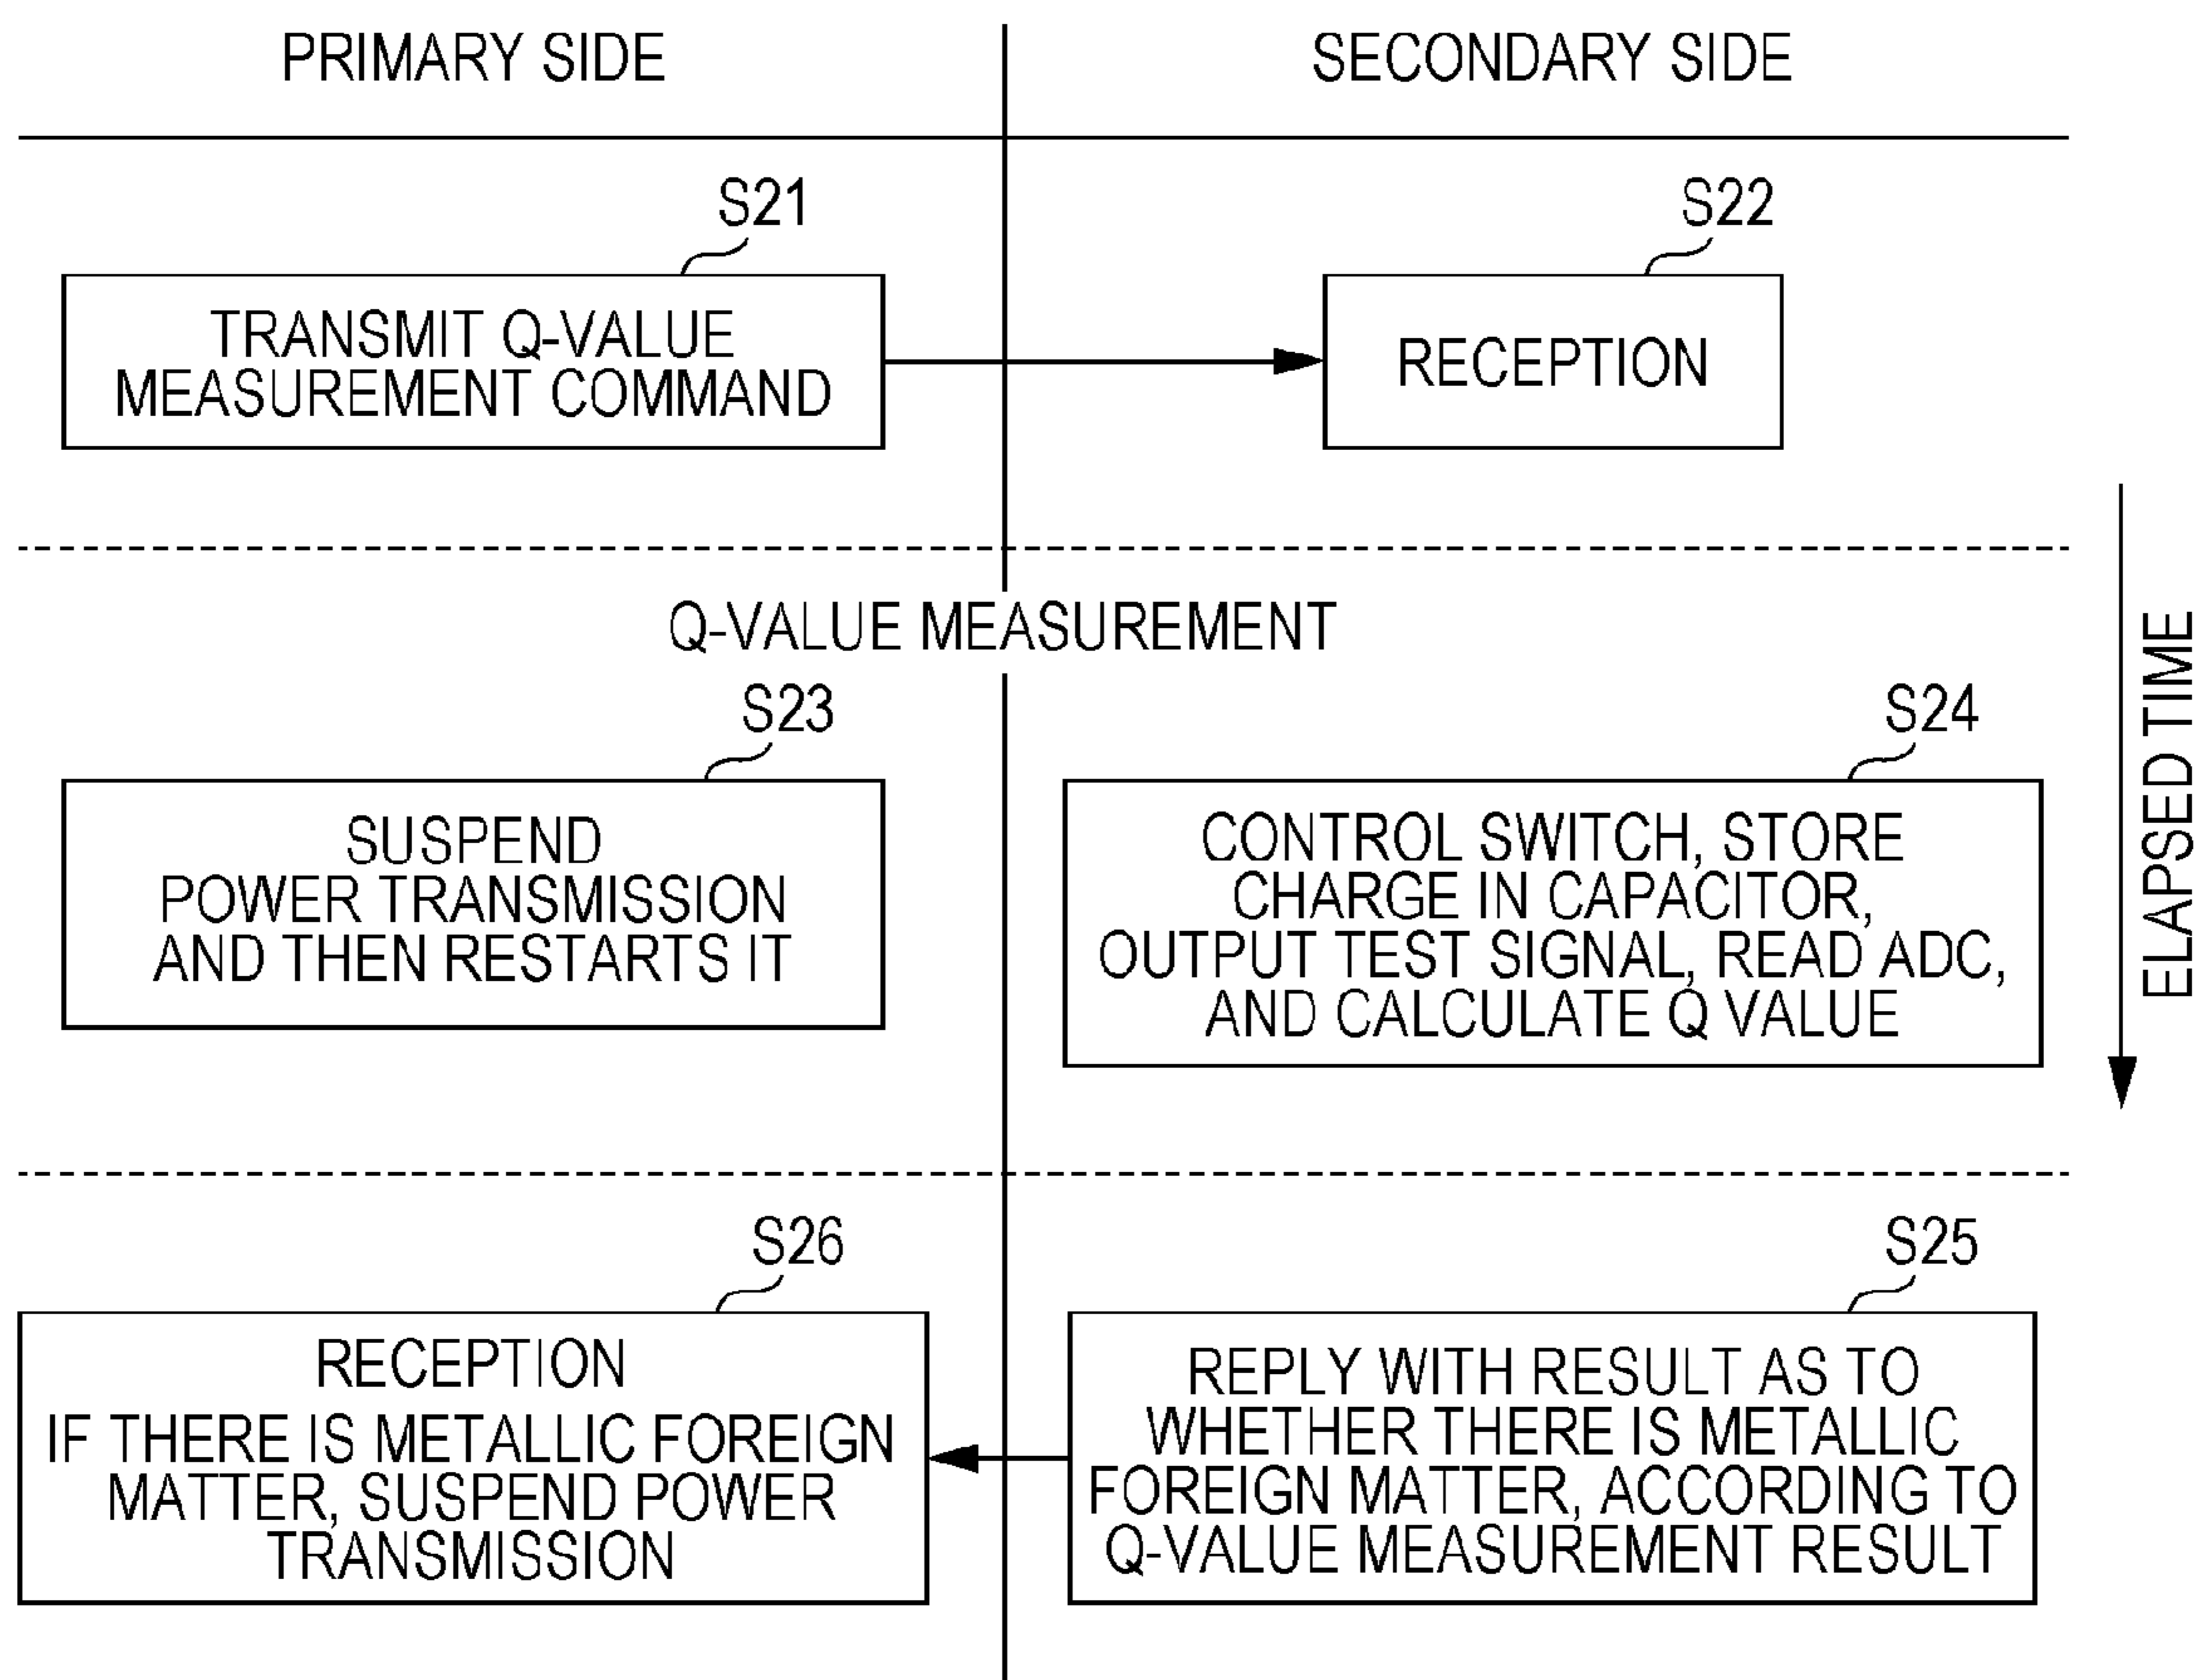 PRIMARY SIDE
SECONDARY SIDE
S21
S22
TRANSMIT Q-VALUE
MEASUREMENT COMMAND
RECEPTION
Q-VALUE MEASUREMENT
S23
S24
SUSPEND
POWER TRANSMISSION
AND THEN RESTARTS IT
CONTROL SWITCH, STORE
CHARGE IN CAPACITOR,
OUTPUT TEST SIGNAL, READ ADC,
AND CALCULATE Q VALUE
ELAPSED TIME
S26
S25
RECEPTION
IF THERE IS METALLIC FOREIGN
MATTER, SUSPEND POWER
TRANSMISSION
REPLY WITH RESULT AS TO
WHETHER THERE IS METALLIC
FOREIGN MATTER, ACCORDING TO
Q-VALUE MEASUREMENT RESULT